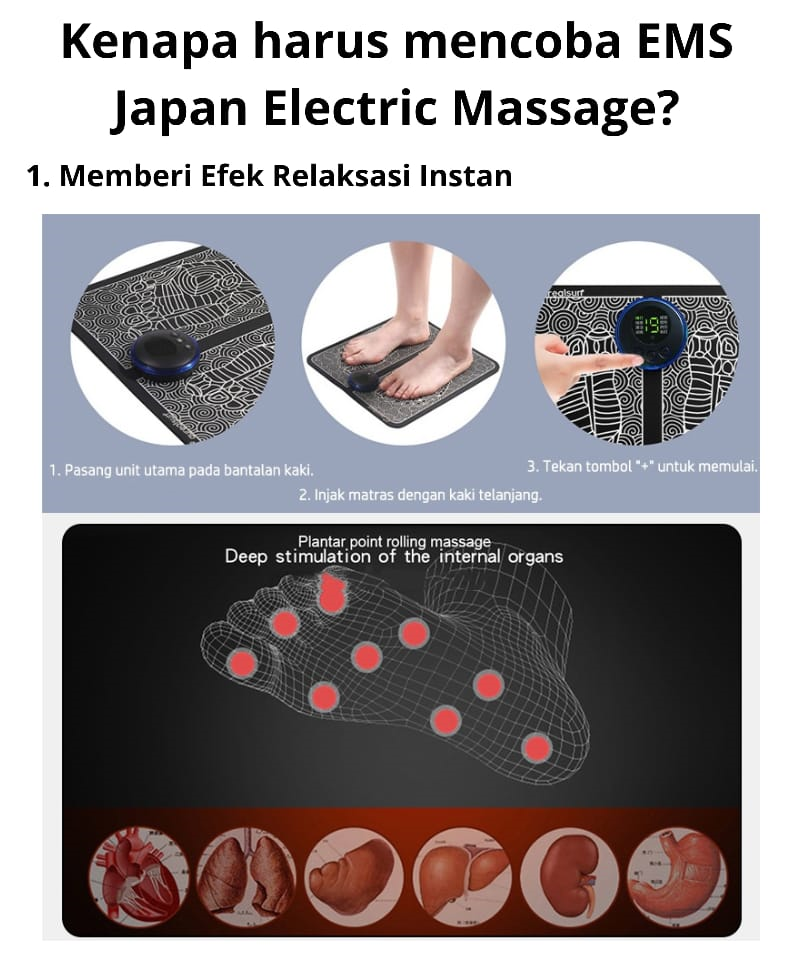 Kenapa harus mencoba EMS
Japan Electric Massage?
1. Memberi Efek Relaksasi Instan
realsurf
19
1. Pasang unit utama pada bantalan kaki.
2. Injak matras dengan kaki telanjang.
3. Tekan tombol "+" untuk memulai.
Plantar point rolling massage
Deep stimulation of the internal organs